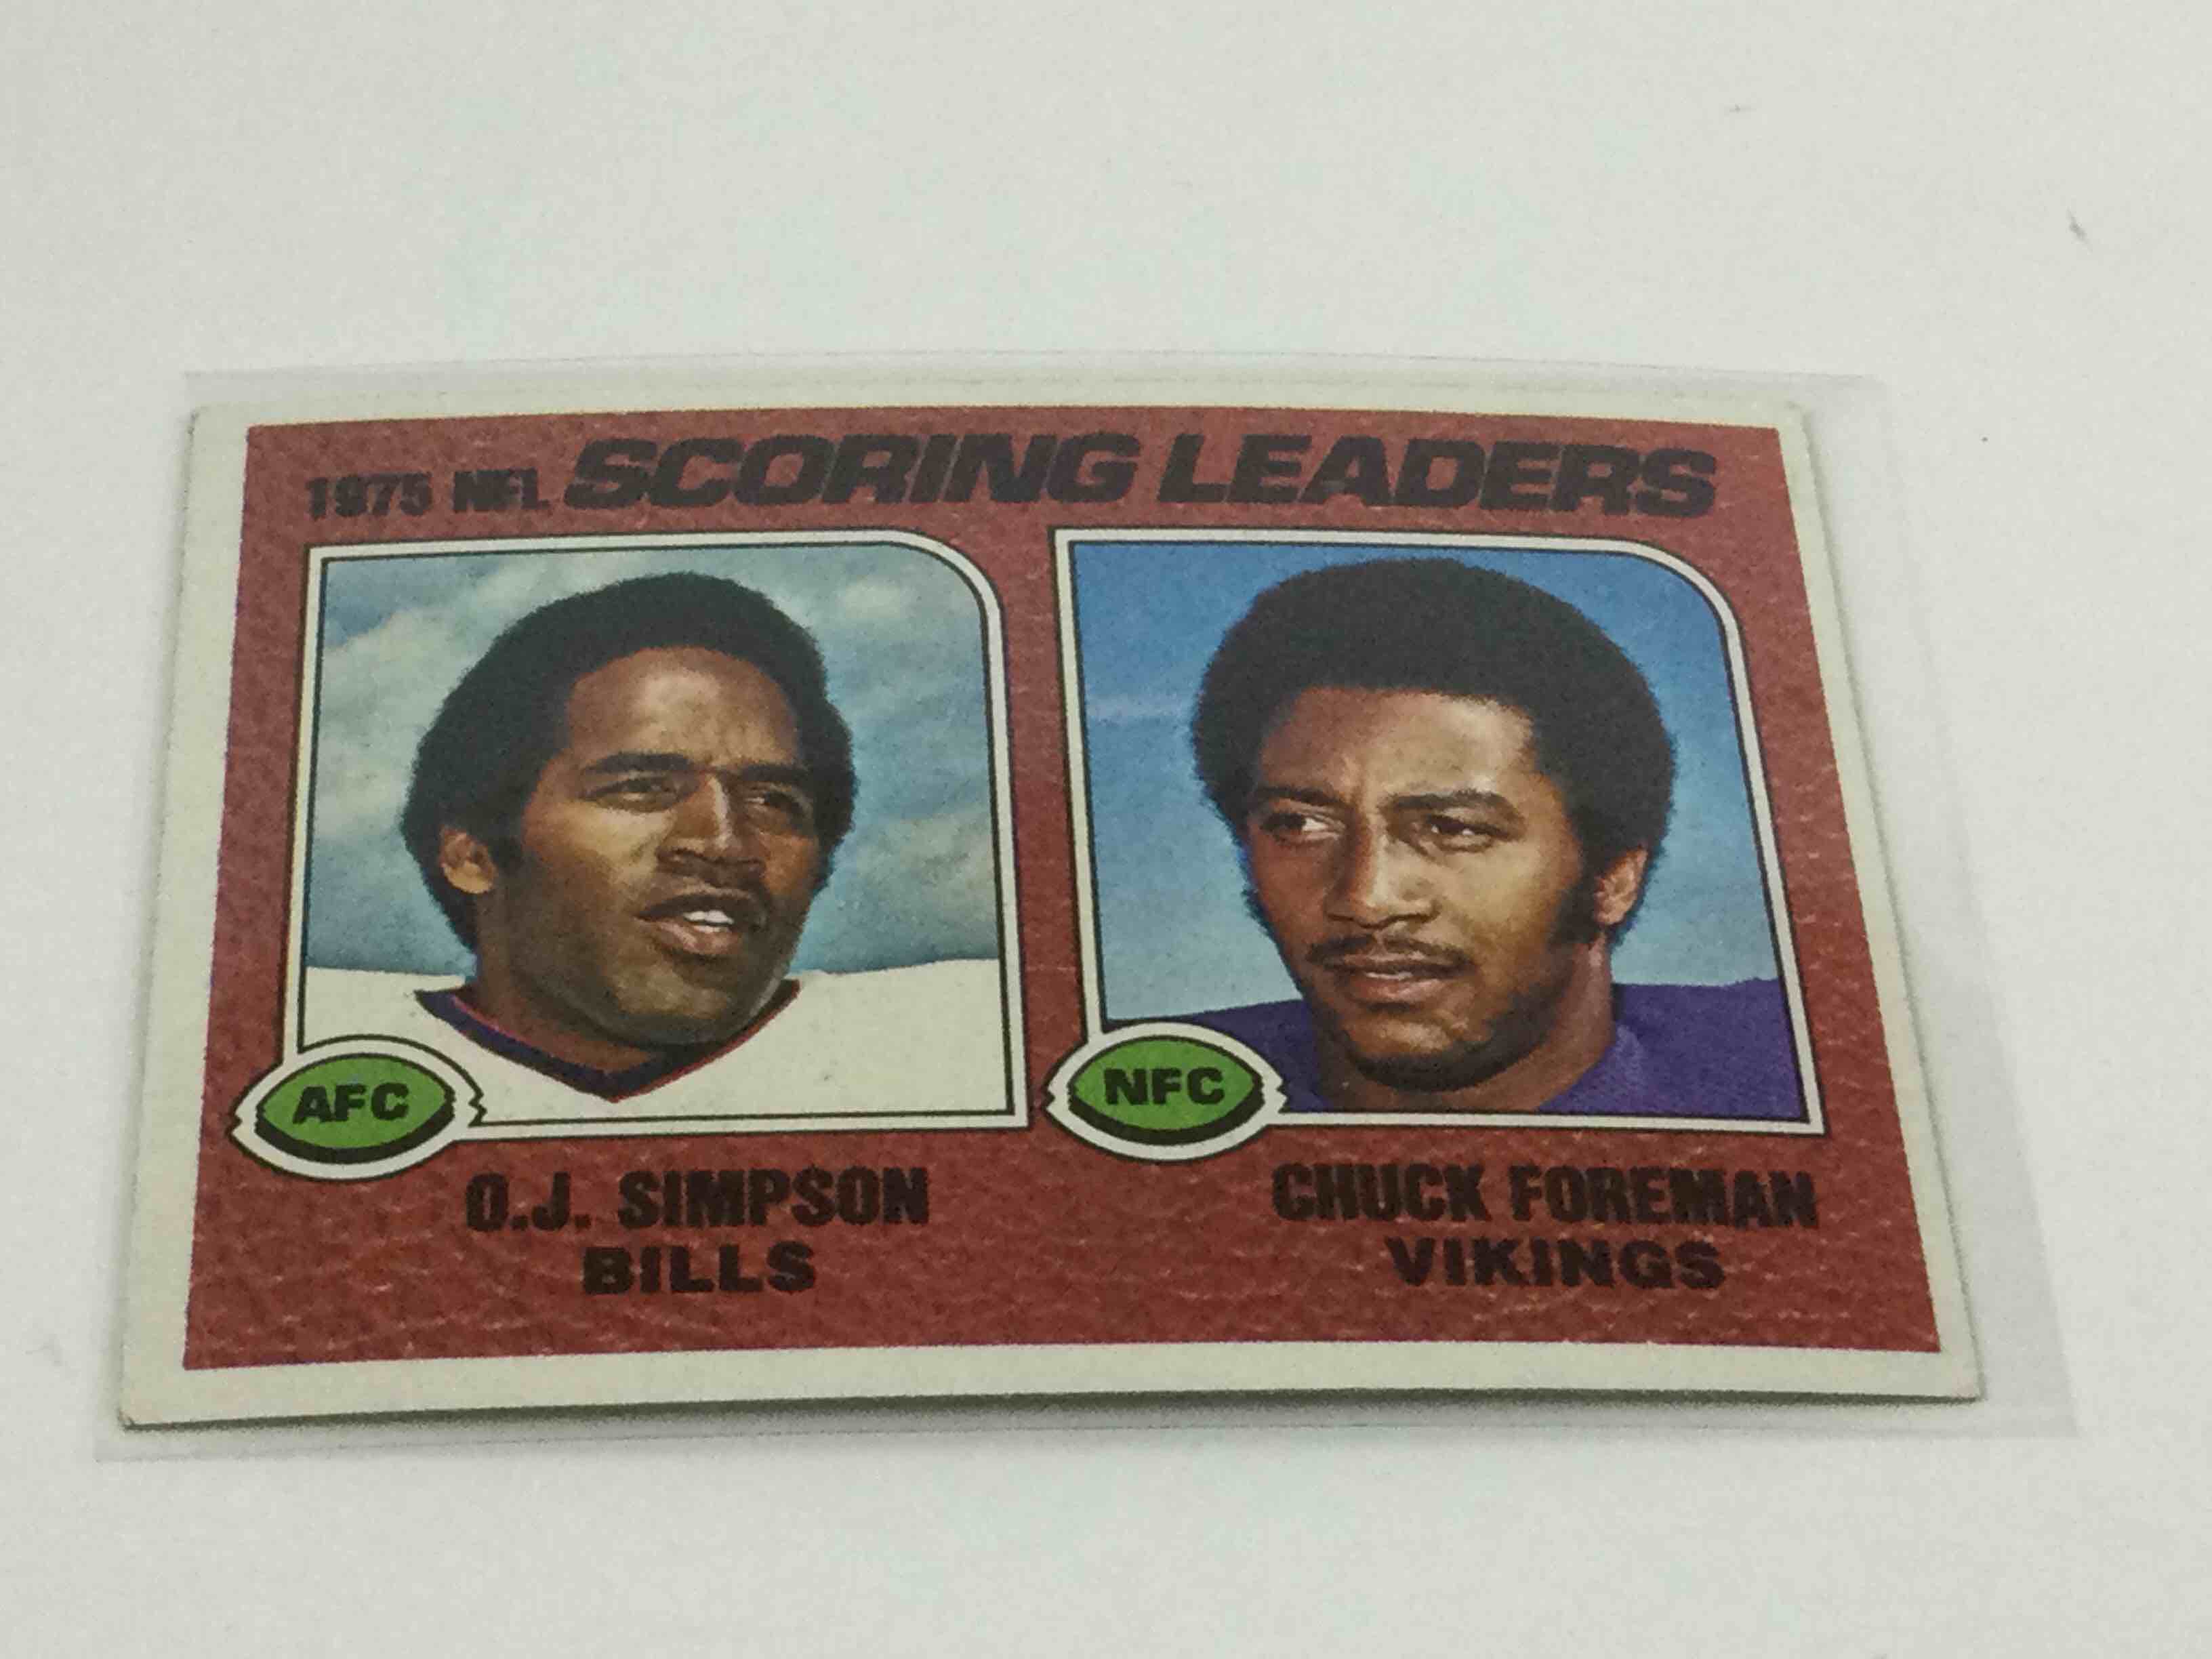 1975 NFL SCORING LEADERS
AFC
NFC
O.J. SIMPSON
BILLS
CHUCK FOREMAN
VIKINGS